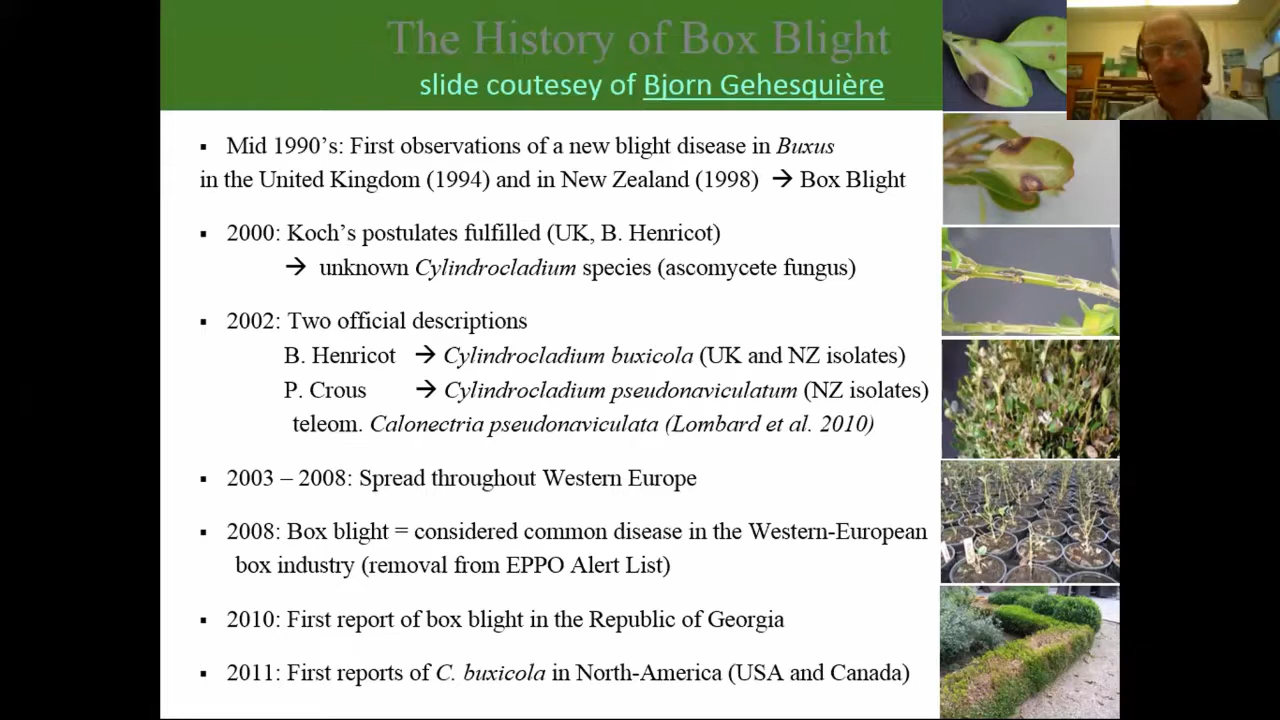 The History of Box Blight
slide coutesey of Bjorn Gehesquière
▪ Mid 1990’s: First observations of a new blight disease in Buxus
in the United Kingdom (1994) and in New Zealand (1998) → Box Blight
▪ 2000: Koch’s postulates fulfilled (UK, B. Henricot)
→ unknown Cylindrocladium species (ascomycete fungus)
▪ 2002: Two official descriptions
B. Henricot → Cylindrocladium buxicola (UK and NZ isolates)
P. Crous → Cylindrocladium pseudonaviculatum (NZ isolates)
teleom. Calonectria pseudonaviculata (Lombard et al. 2010)
▪ 2003 – 2008: Spread throughout Western Europe
▪ 2008: Box blight = considered common disease in the Western-European
box industry (removal from EPPO Alert List)
▪ 2010: First report of box blight in the Republic of Georgia
▪ 2011: First reports of C. buxicola in North-America (USA and Canada)